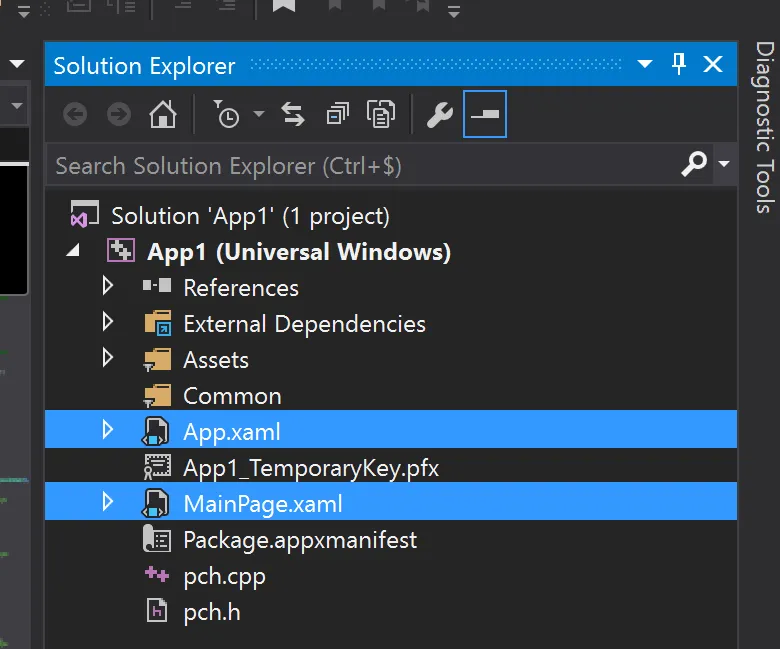 Solution Explorer
Search Solution Explorer (Ctrl+$)
Solution 'App1' (1 project)
App1 (Universal Windows)
References
External Dependencies
Assets
Common
App.xaml
App1_TemporaryKey.pfx
MainPage.xaml
Package.appxmanifest
pch.cpp
pch.h
Diagnostic Tools